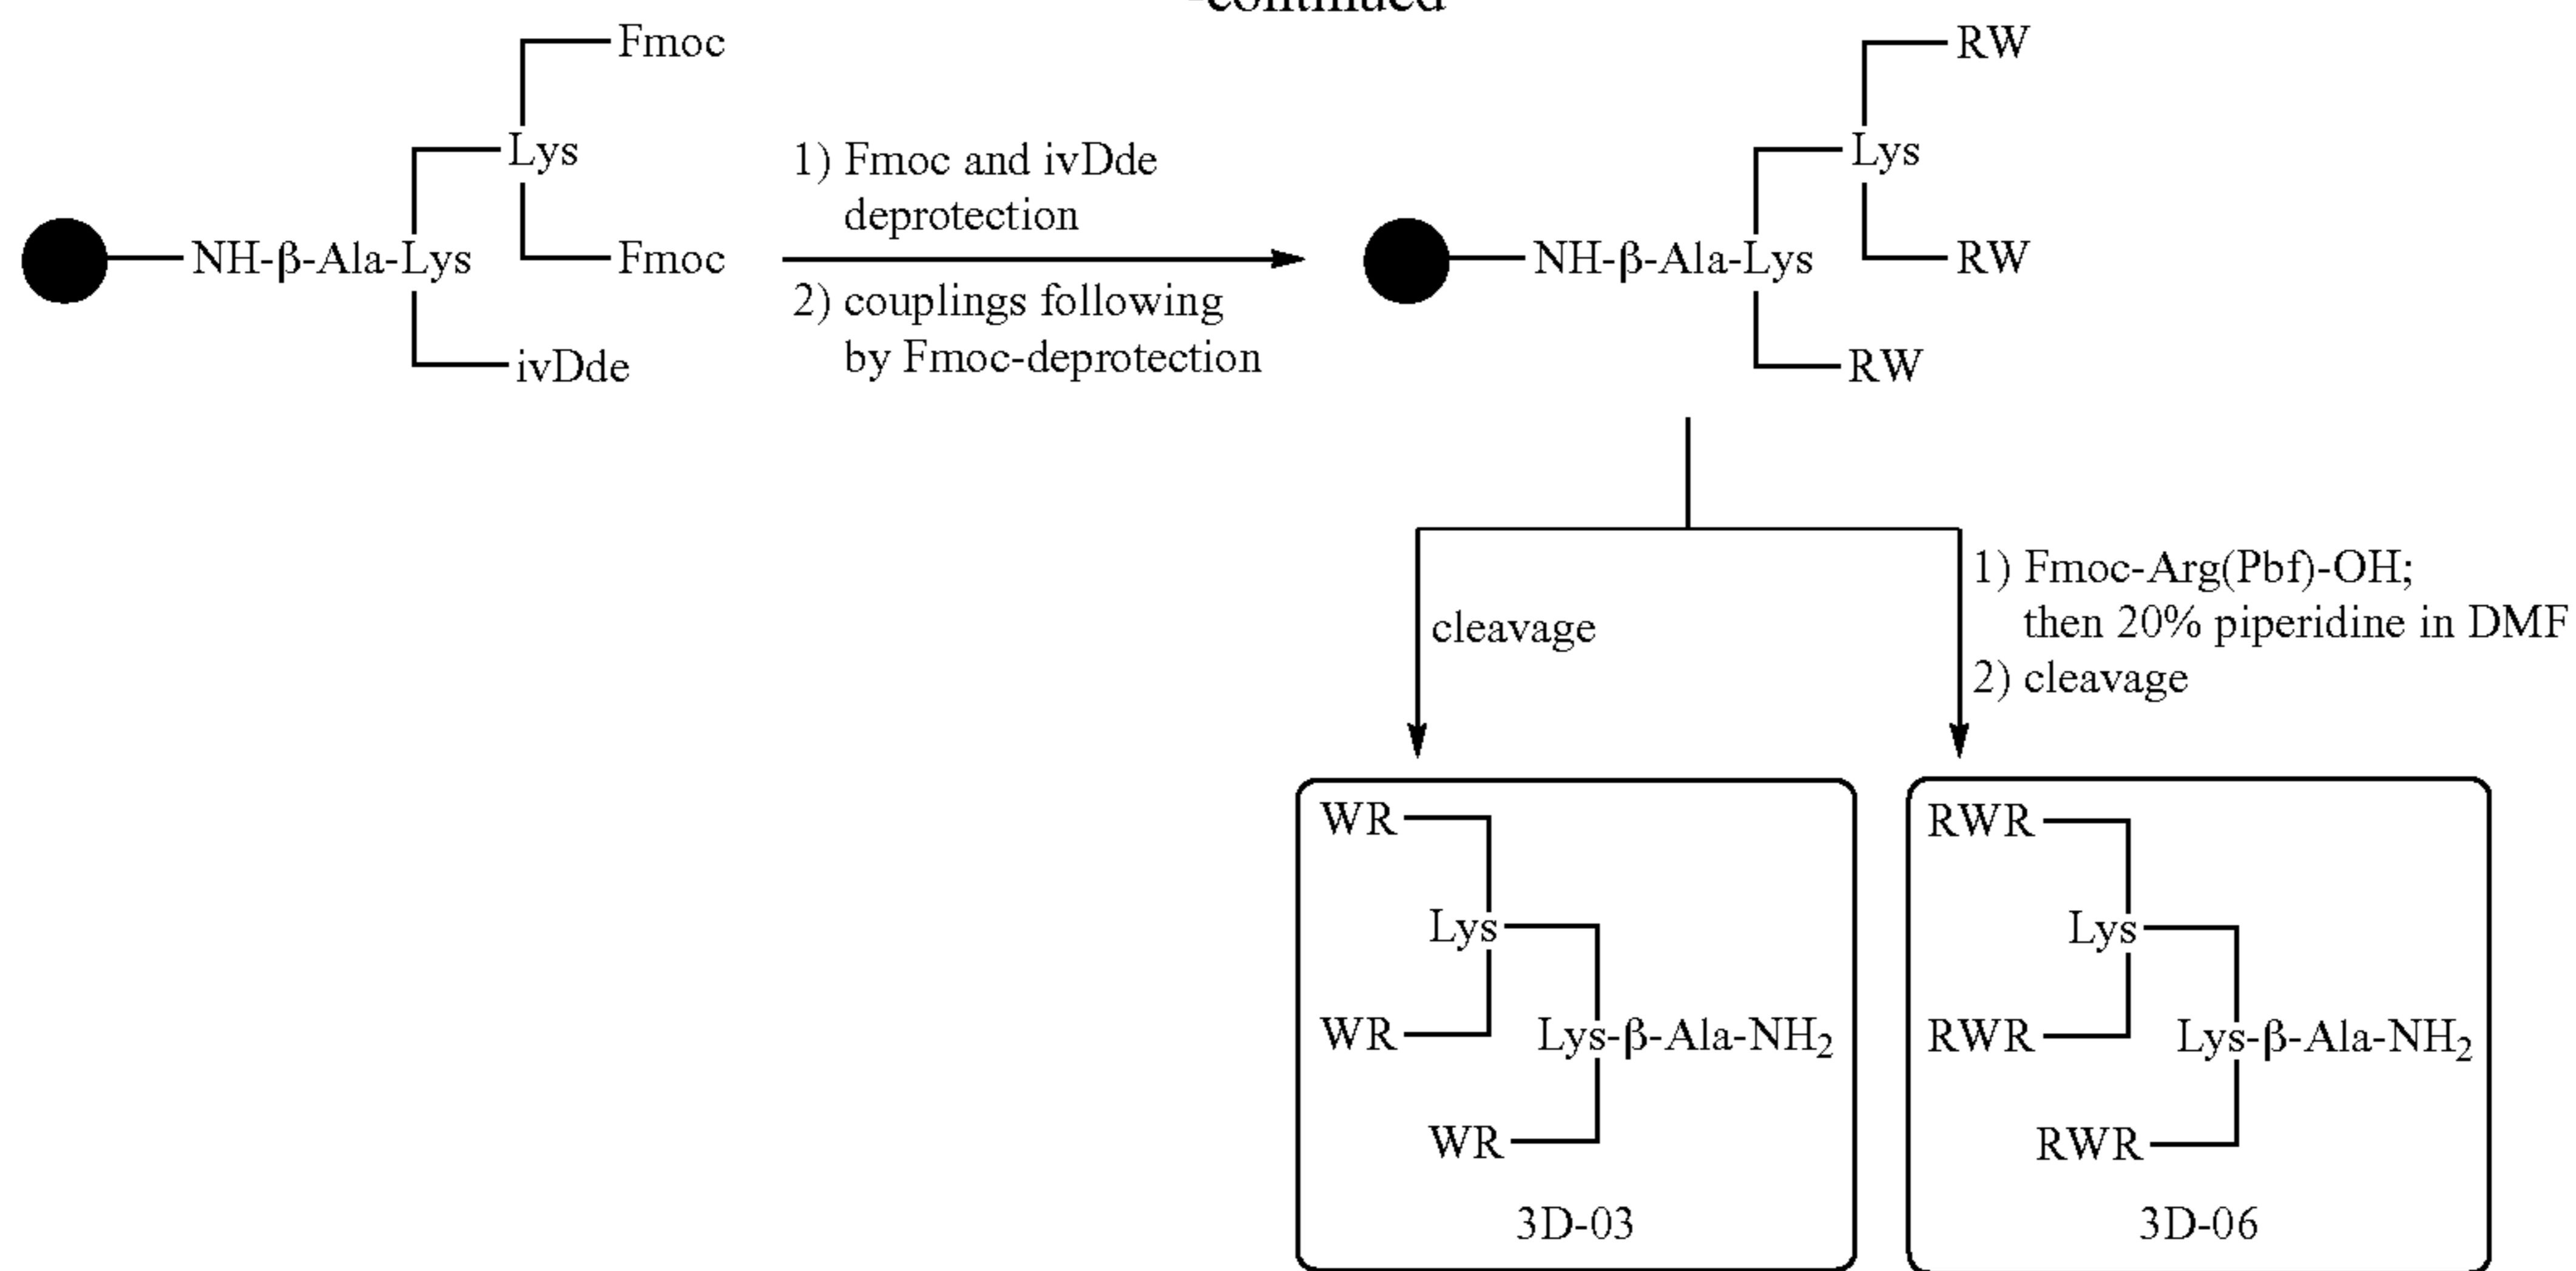 -continued
Fmoc
Lys
NH-β-Ala-Lys
Fmoc
ivDde
1) Fmoc and ivDde
deprotection
2) couplings following
by Fmoc-deprotection
RW
Lys
NH-β-Ala-Lys
RW
RW
cleavage
1) Fmoc-Arg(Pbf)-OH;
then 20% piperidine in DMF
2) cleavage
WR
Lys
WR
Lys-β-Ala-NH₂
WR
3D-03
RWR
Lys
RWR
Lys-β-Ala-NH₂
RWR
3D-06